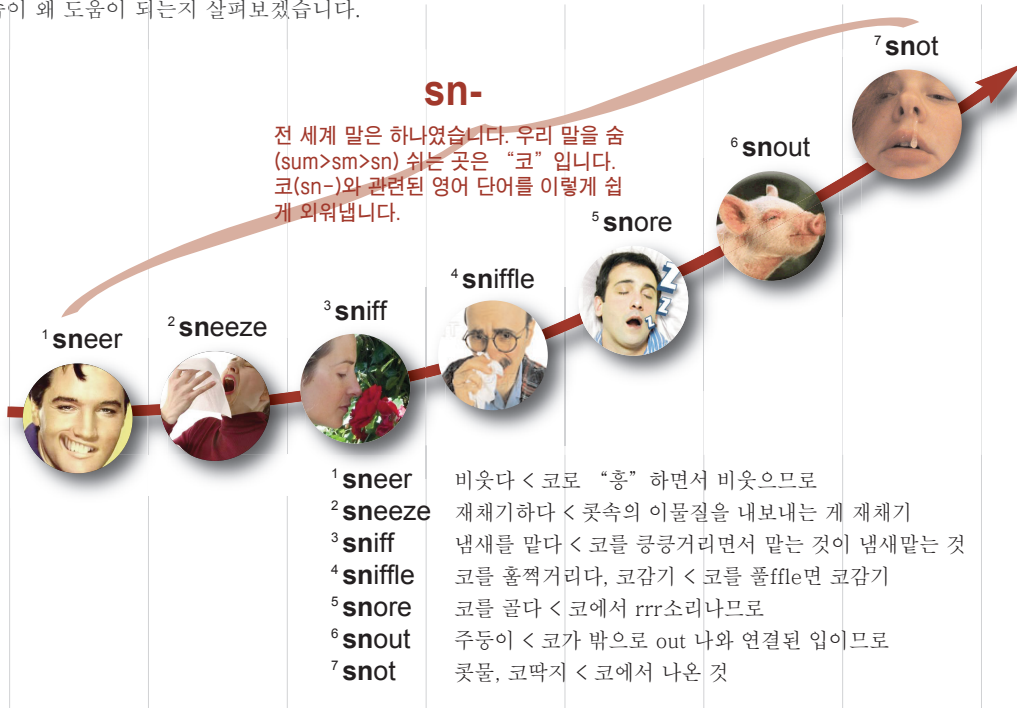 이 왜 도움이 되는지 살펴보겠습니다.
sn-
전 세계 말은 하나였습니다. 우리 말을 숨
(sum>sm>sn) 쉬는 곳은 “코”입니다.
코(sn-)와 관련된 영어 단어를 이렇게 쉽
게 외워냅니다.
1 sneer
2 sneeze
3 sniff
4 sniffle
5 snore
6 snout
7 snot
Z
Z
Z
1 sneer 비웃다 < 코로 “흥”하면서 비웃으므로
2 sneeze 재채기하다 < 콧속의 이물질을 내보내는 게 재채기
3 sniff 냄새를 맡다 < 코를 킁킁거리면서 맡는 것이 냄새맡는 것
4 sniffle 코를 훌쩍거리다, 코감기 < 코를 풀ffle면 코감기
5 snore 코를 골다 < 코에서 rrr소리나므로
6 snout 주둥이 < 코가 밖으로 out 나와 연결된 입이므로
7 snot 콧물, 코딱지 < 코에서 나온 것